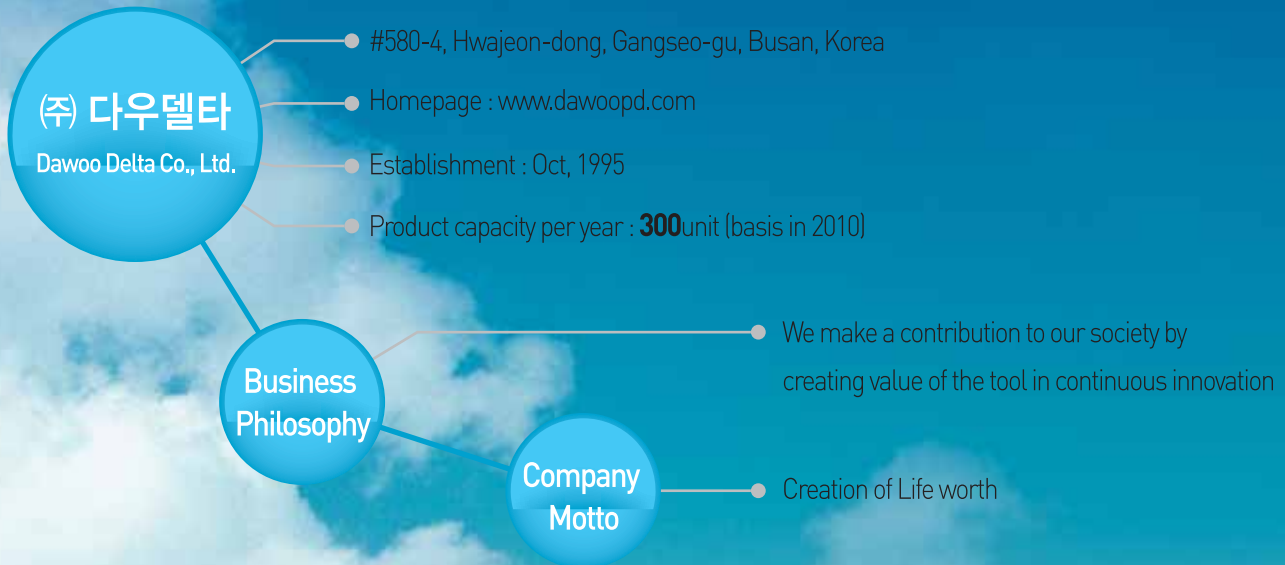 ㈜ 다우델타
Dawoo Delta Co., Ltd.
#580-4, Hwajeon-dong, Gangseo-gu, Busan, Korea
Homepage : www.dawoopd.com
Establishment : Oct, 1995
Product capacity per year : 300unit (basis in 2010)
Business
Philosophy
We make a contribution to our society by
creating value of the tool in continuous innovation
Company
Motto
Creation of Life worth